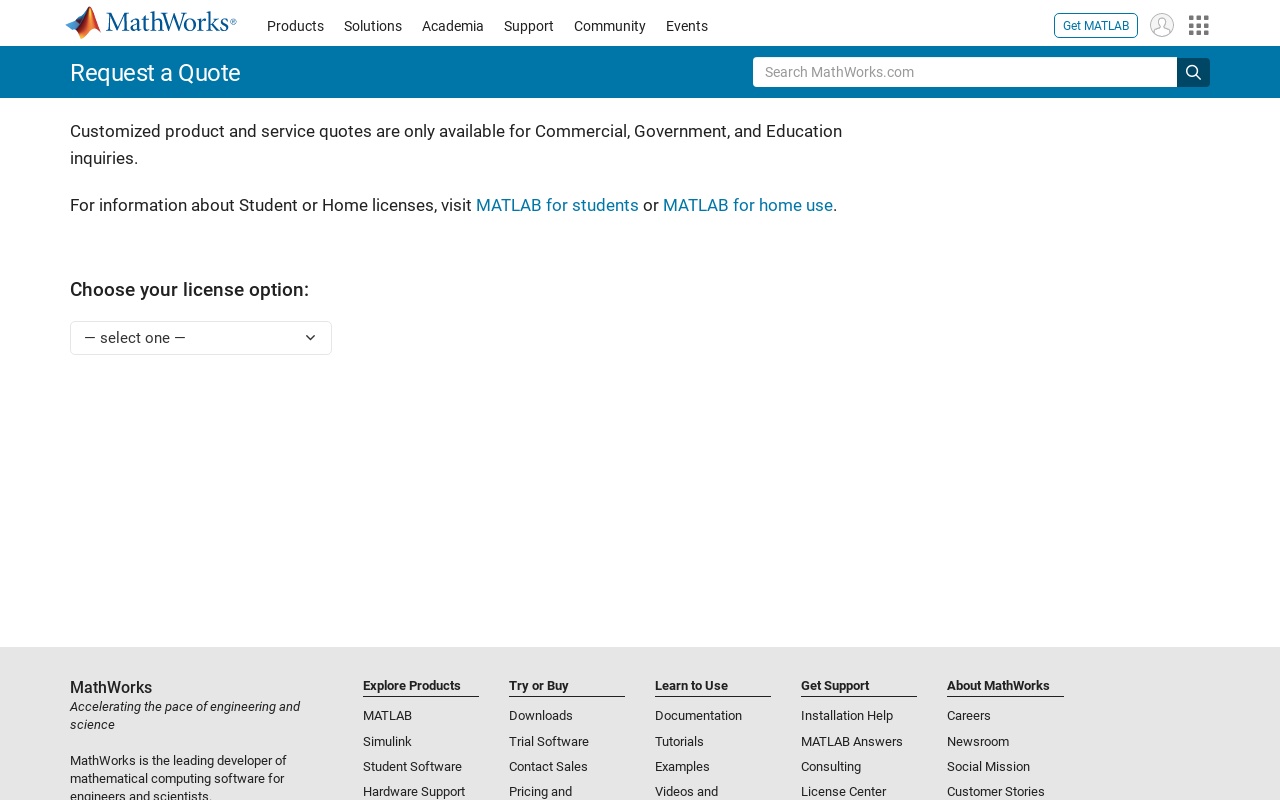 MathWorks®
Products
Solutions
Academia
Support
Community
Events
Get MATLAB
Request a Quote
Search MathWorks.com
Customized product and service quotes are only available for Commercial, Government, and Education
inquiries.
For information about Student or Home licenses, visit MATLAB for students or MATLAB for home use.
Choose your license option:
— select one —
MathWorks
Accelerating the pace of engineering and
science
MathWorks is the leading developer of
mathematical computing software for
engineers and scientists.
Explore Products
MATLAB
Simulink
Student Software
Hardware Support
Try or Buy
Downloads
Trial Software
Contact Sales
Pricing and
Learn to Use
Documentation
Tutorials
Examples
Videos and
Get Support
Installation Help
MATLAB Answers
Consulting
License Center
About MathWorks
Careers
Newsroom
Social Mission
Customer Stories